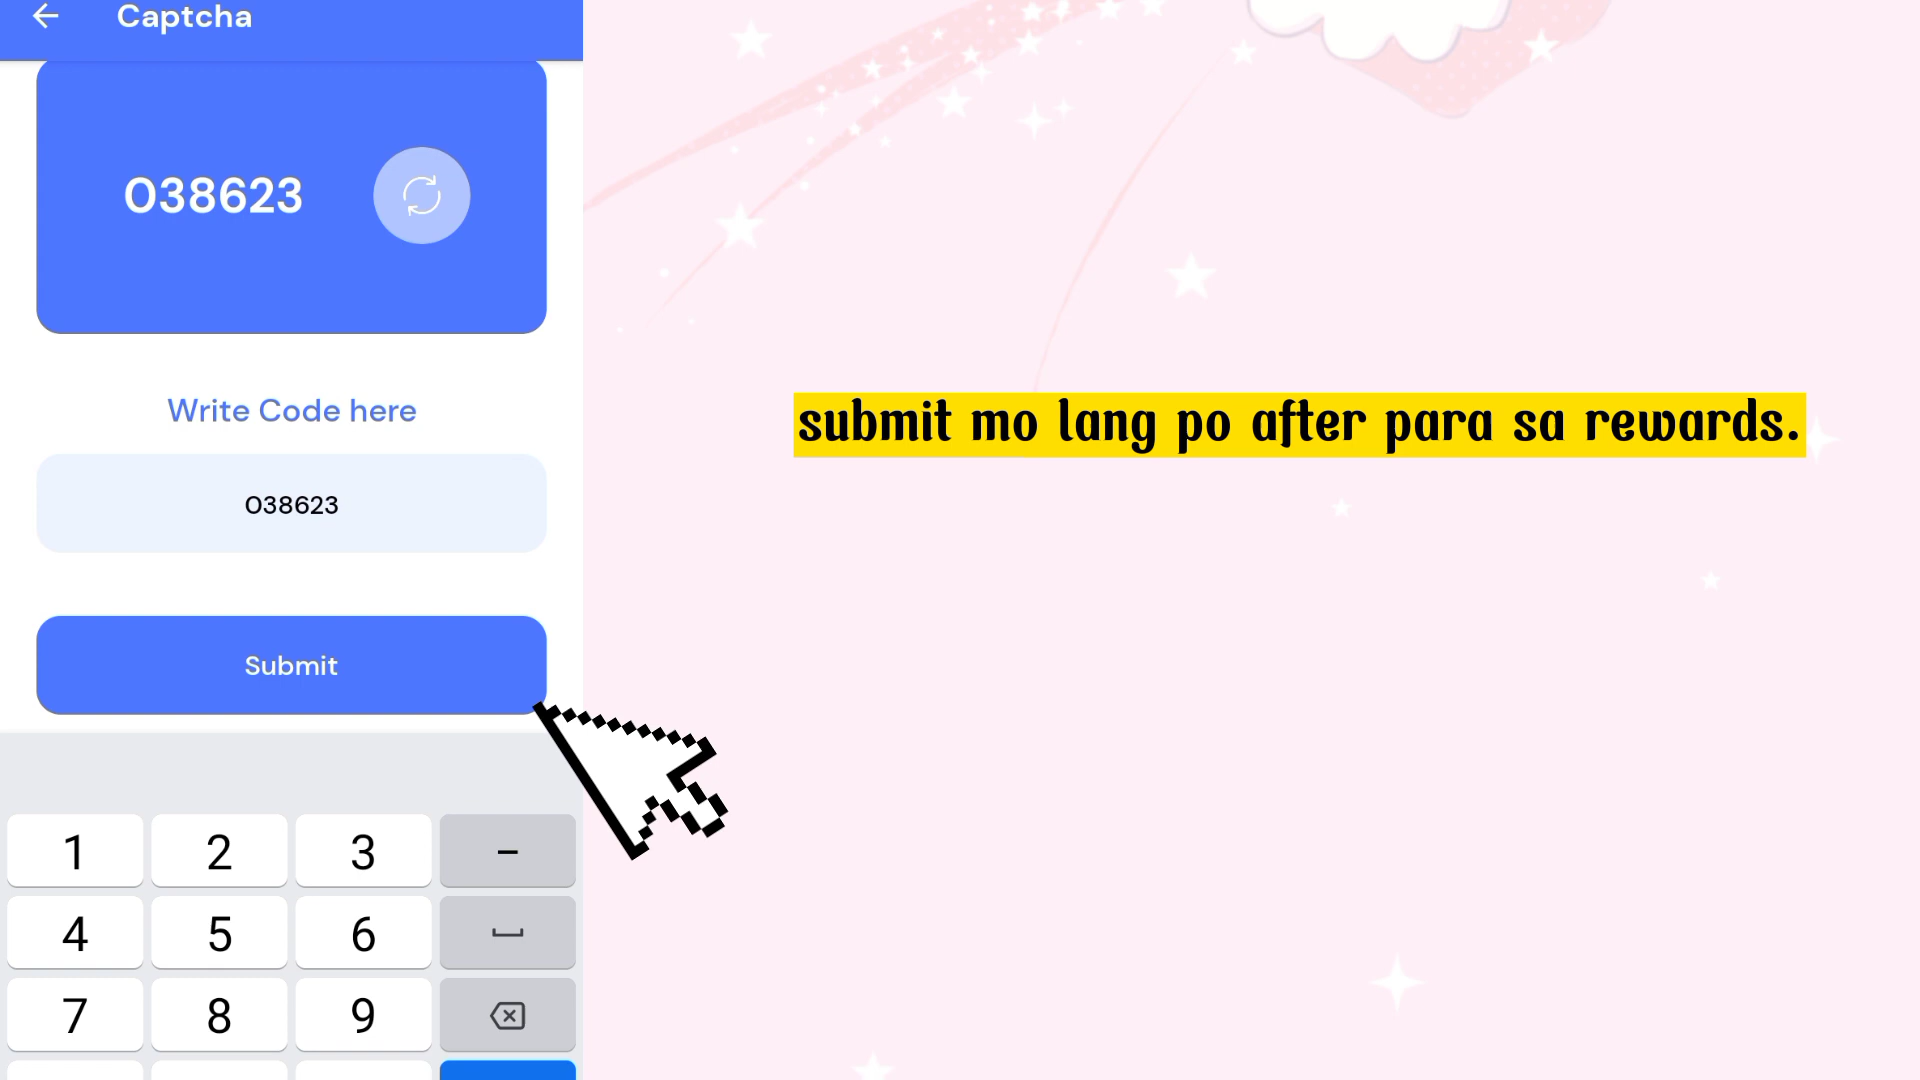 Captcha
038623
Write Code here
038623
Submit
submit mo lang po after para sa rewards.
1 2 3 -
4 5 6
7 8 9